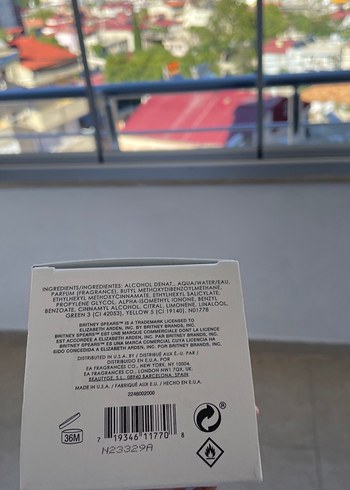 INGREDIENTS/INGREDIENTES: ALCOHOL DENAT., AQUA/WATER/EAU,
PARFUM (FRAGRANCE), BUTYL METHOXYDIBENZOYLMETHANE,
ETHYLHEXYL METHOXYCINNAMATE, ETHYLHEXYL SALICYLATE,
PROPYLENE GLYCOL, ALPHA-ISOMETHYL IONONE, BENZYL
BENZOATE, CINNAMYL ALCOHOL, CITRAL, LIMONENE, LINALOOL,
GREEN 3 (CI 42053), YELLOW 5 (CI 19140). N01778
BRITNEY SPEARS™ IS A TRADEMARK LICENSED TO
ELIZABETH ARDEN, INC. BY BRITNEY BRANDS, INC.
BRITNEY SPEARS™ EST UNE MARQUE COMMERCIALE DONT LA LICENCE
EST ACCORDÉE A ELIZABETH ARDEN, INC. PAR BRITNEY BRANDS, INC.
BRITNEY SPEARS™ ES UNA MARCA COMERCIAL CUYA LICENCIA HA
SIDO CONCEDIDA A ELIZABETH ARDEN, INC. POR BRITNEY BRANDS, INC.
DISTRIBUTED IN U.S.A. BY / DISTRIBUÉ AUX É.-U. PAR /
DISTRIBUIDO EN E.U.A. POR
EA FRAGRANCES CO., NEW YORK, NY 10004
EA FRAGRANCES CO., LONDON NW1 7QX, UK.
BEAUTYGE, S.L. 08940 BARCELONA, SPAIN
MADE IN U.S.A. / FABRIQUÉ AUX É.U. / HECHO EN E.U.A.
2248002000
36M
7 19346 11770 8
N23329A